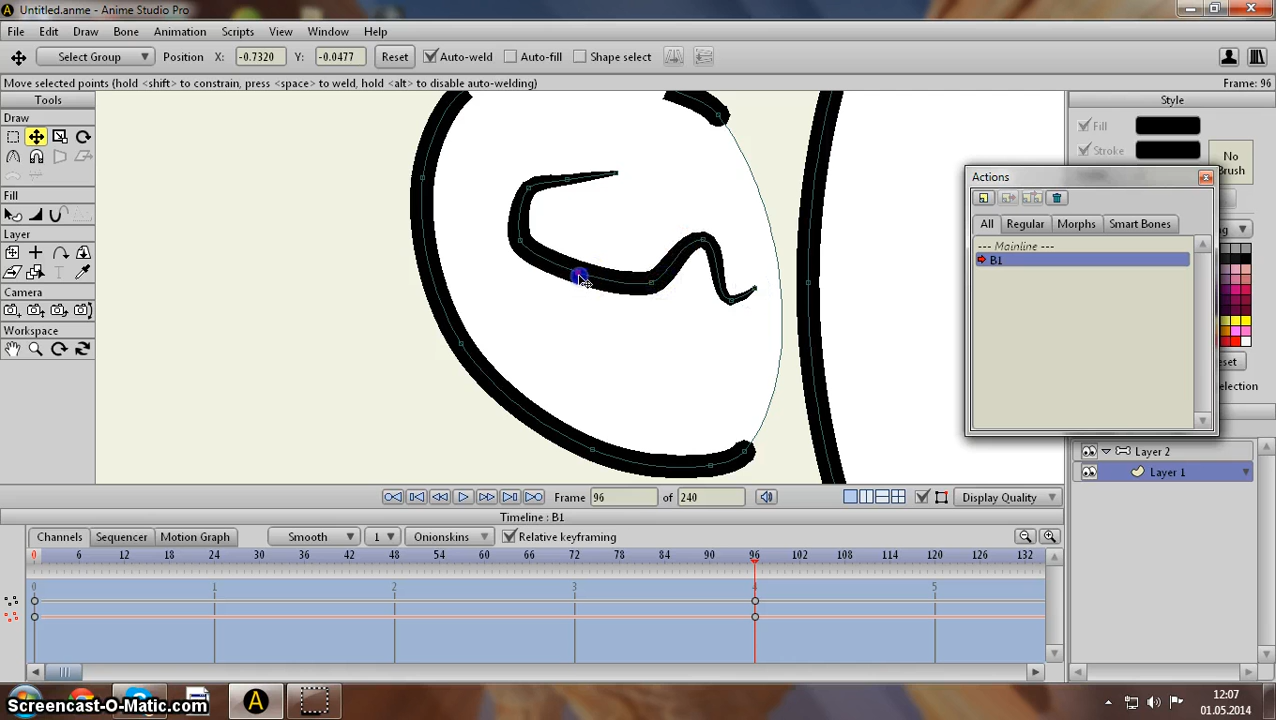 Untitled.anme - Anime Studio Pro
File Edit Draw Bone Animation Scripts View Window Help
Select Group Position X: -0.7320 Y: -0.0477 Reset Auto-weld Auto-fill Shape select
Move selected points (hold <shift> to constrain, press <space> to weld, hold <alt> to disable auto-welding) Frame: 96
Tools
Draw
Fill
Layer
Camera
Workspace
Style
Fill
Stroke
No
Brush
Actions
All Regular Morphs Smart Bones
--- Mainline ---
B1
Layer 2
Layer 1
Frame 96 of 240 Display Quality
Timeline : B1
Channels Sequencer Motion Graph Smooth 1 Onionskins Relative keyframing
0 6 12 18 24 30 36 42 48 54 60 66 72 78 84 90 96 102 108 114 120 126 132
0 1 2 3 4 5
Screencast-O-Matic.com
12:07
01.05.2014